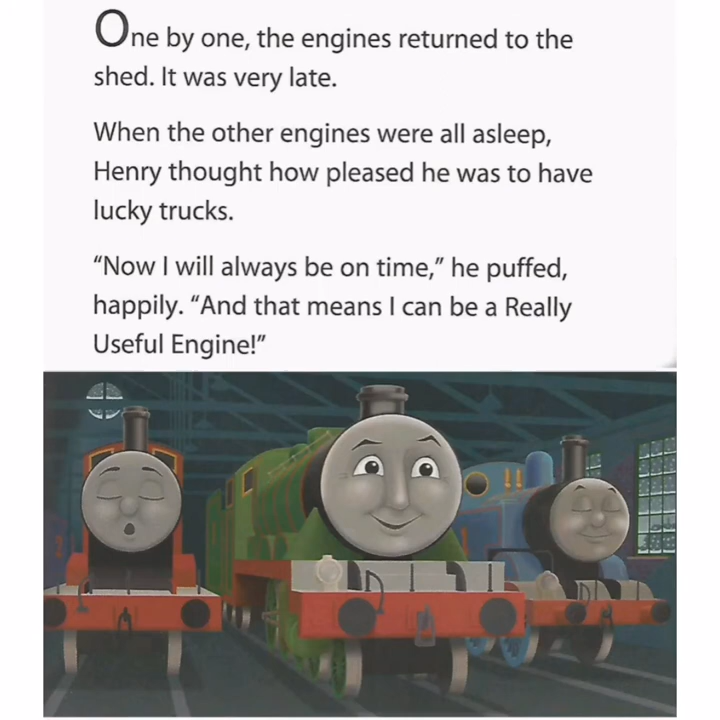 One by one, the engines returned to the
shed. It was very late.
When the other engines were all asleep,
Henry thought how pleased he was to have
lucky trucks.
“Now I will always be on time,” he puffed,
happily. “And that means I can be a Really
Useful Engine!”